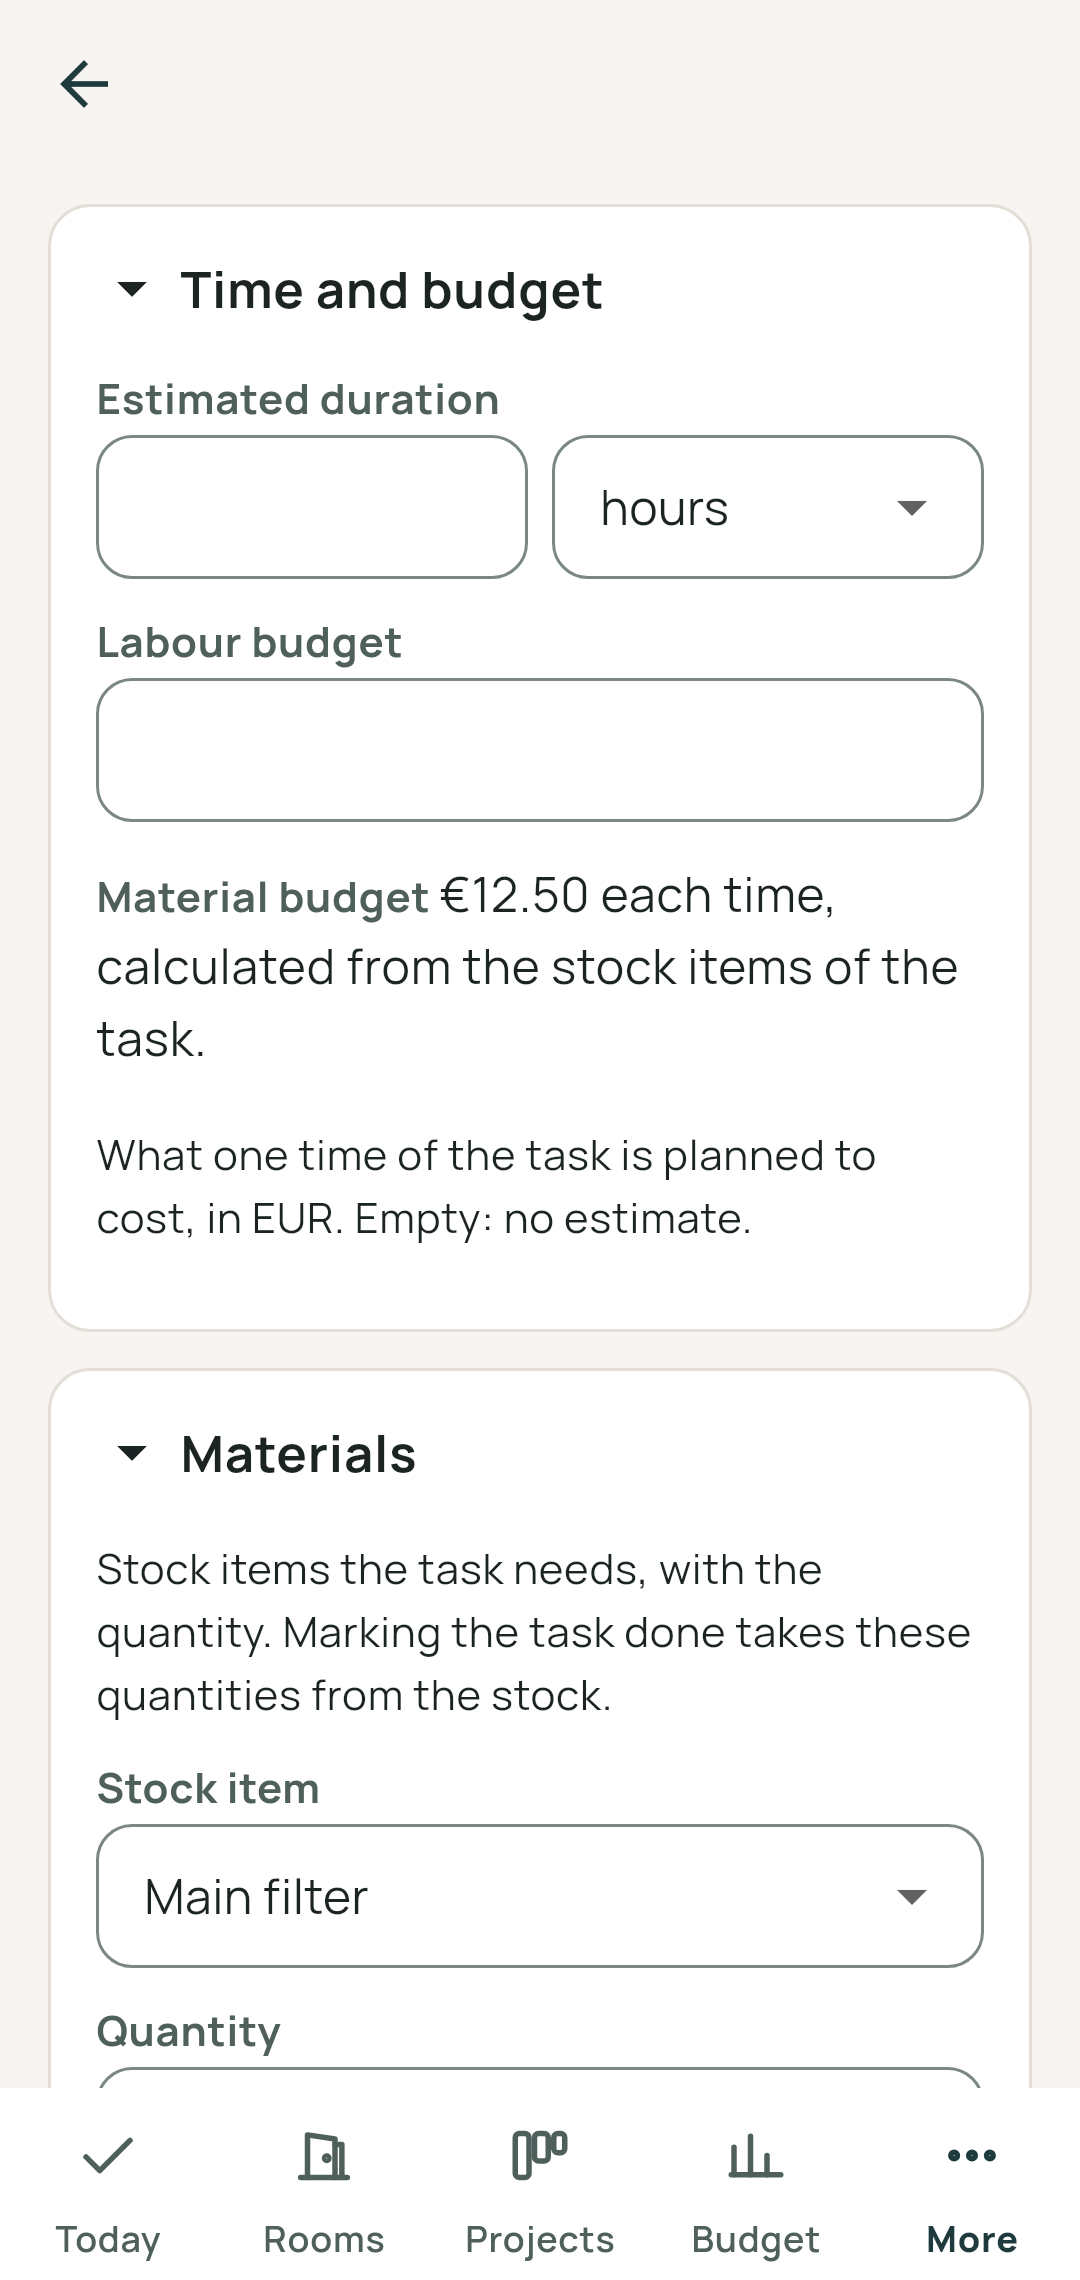 Time and budget
Estimated duration
hours
Labour budget
Material budget €12.50 each time,
calculated from the stock items of the
task.
What one time of the task is planned to
cost, in EUR. Empty: no estimate.
Materials
Stock items the task needs, with the
quantity. Marking the task done takes these
quantities from the stock.
Stock item
Main filter
Quantity
Today Rooms Projects Budget More